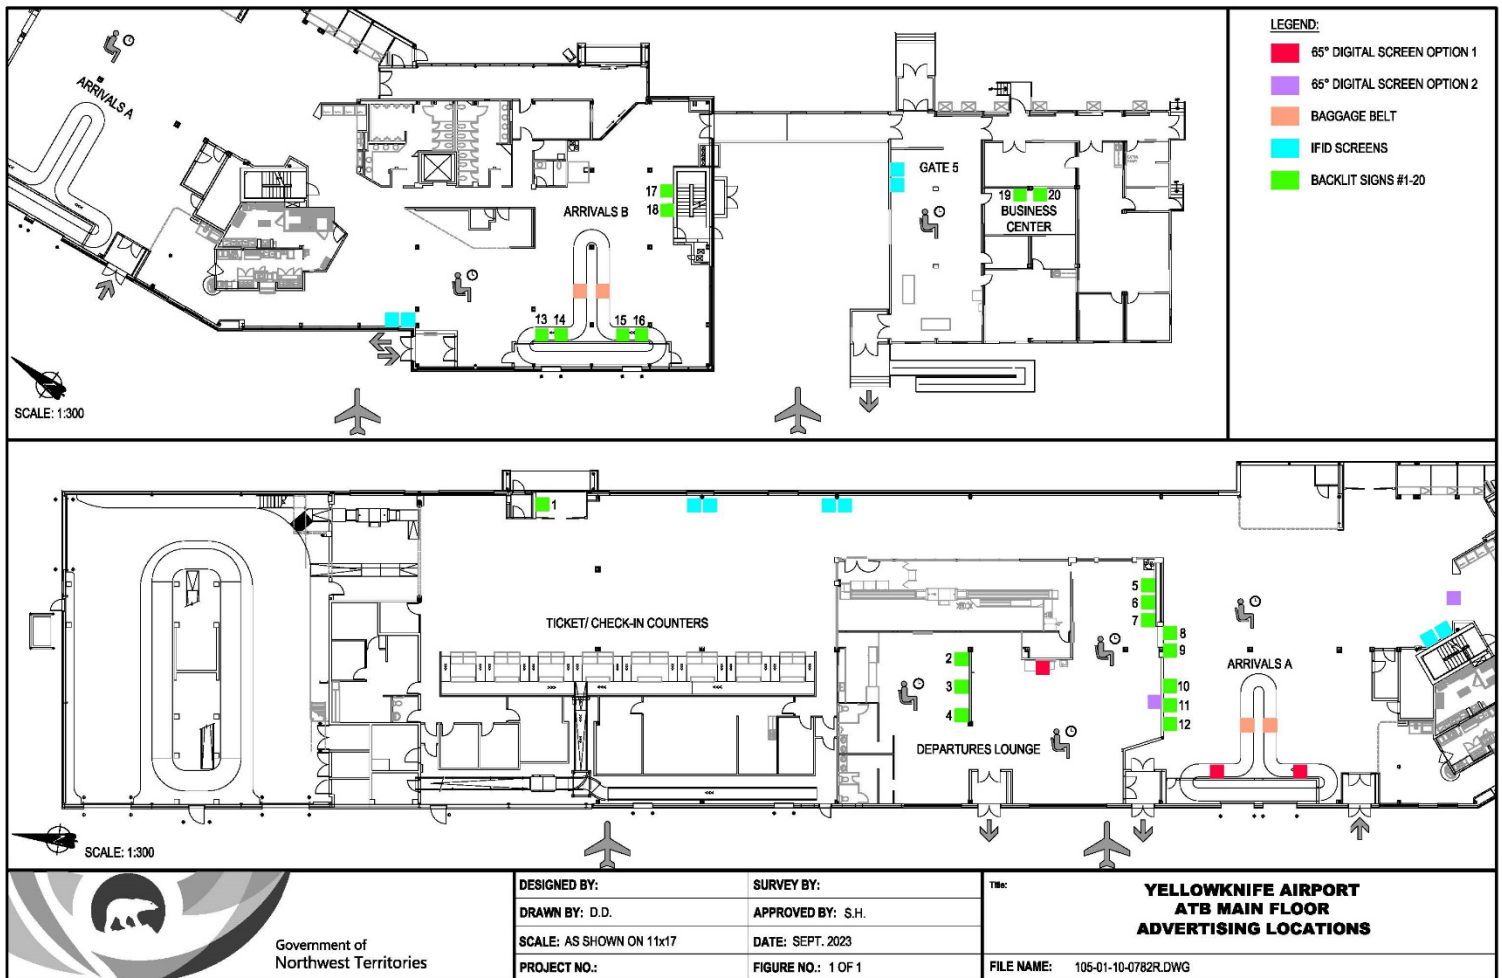 LEGEND:
65" DIGITAL SCREEN OPTION 1
65" DIGITAL SCREEN OPTION 2
BAGGAGE BELT
IFID SCREENS
BACKLIT SIGNS #1-20
ARRIVALS A
ARRIVALS B
17
18
13 14
15 16
GATE 5
19 20
BUSINESS
CENTER
SCALE: 1:300
1
TICKET/ CHECK-IN COUNTERS
2
3
4
5
6
7
8
9
10
11
12
ARRIVALS A
DEPARTURES LOUNGE
SCALE: 1:300
Government of
Northwest Territories
DESIGNED BY:
SURVEY BY:
DRAWN BY: D.D.
APPROVED BY: S.H.
SCALE: AS SHOWN ON 11x17
DATE: SEPT. 2023
PROJECT NO.:
FIGURE NO.: 1 OF 1
Title:
YELLOWKNIFE AIRPORT
ATB MAIN FLOOR
ADVERTISING LOCATIONS
FILE NAME: 105-01-10-0782R.DWG